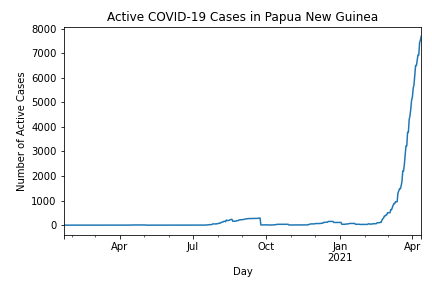 Active COVID-19 Cases in Papua New Guinea
8000
7000
6000
5000
4000
3000
2000
1000
0
Number of Active Cases
Apr
Jul
Oct
Jan
2021
Apr
Day